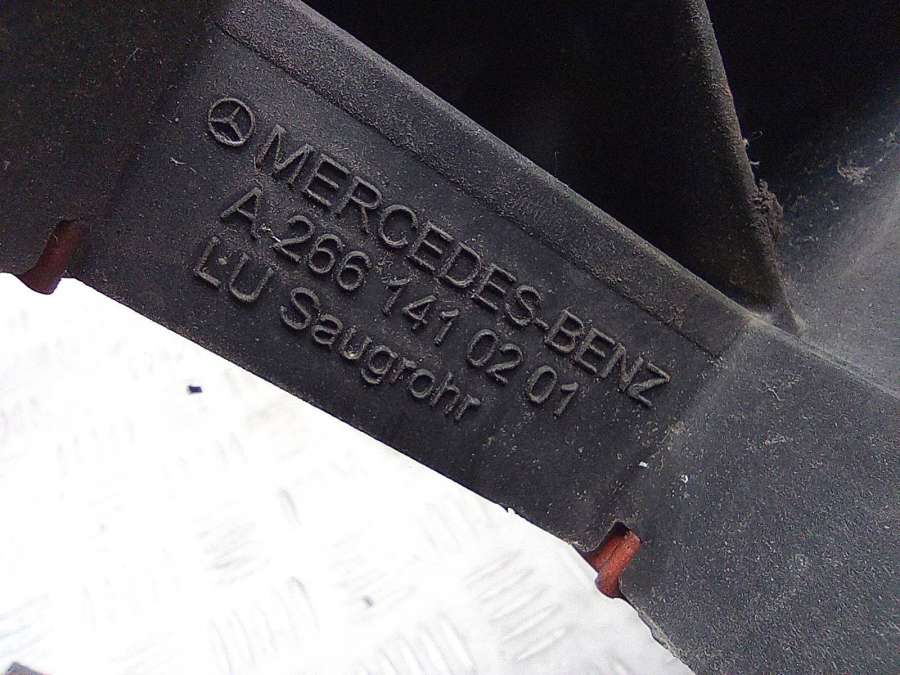 MERCEDES-BENZ
A 266 141 02 01
LU Saugrohr